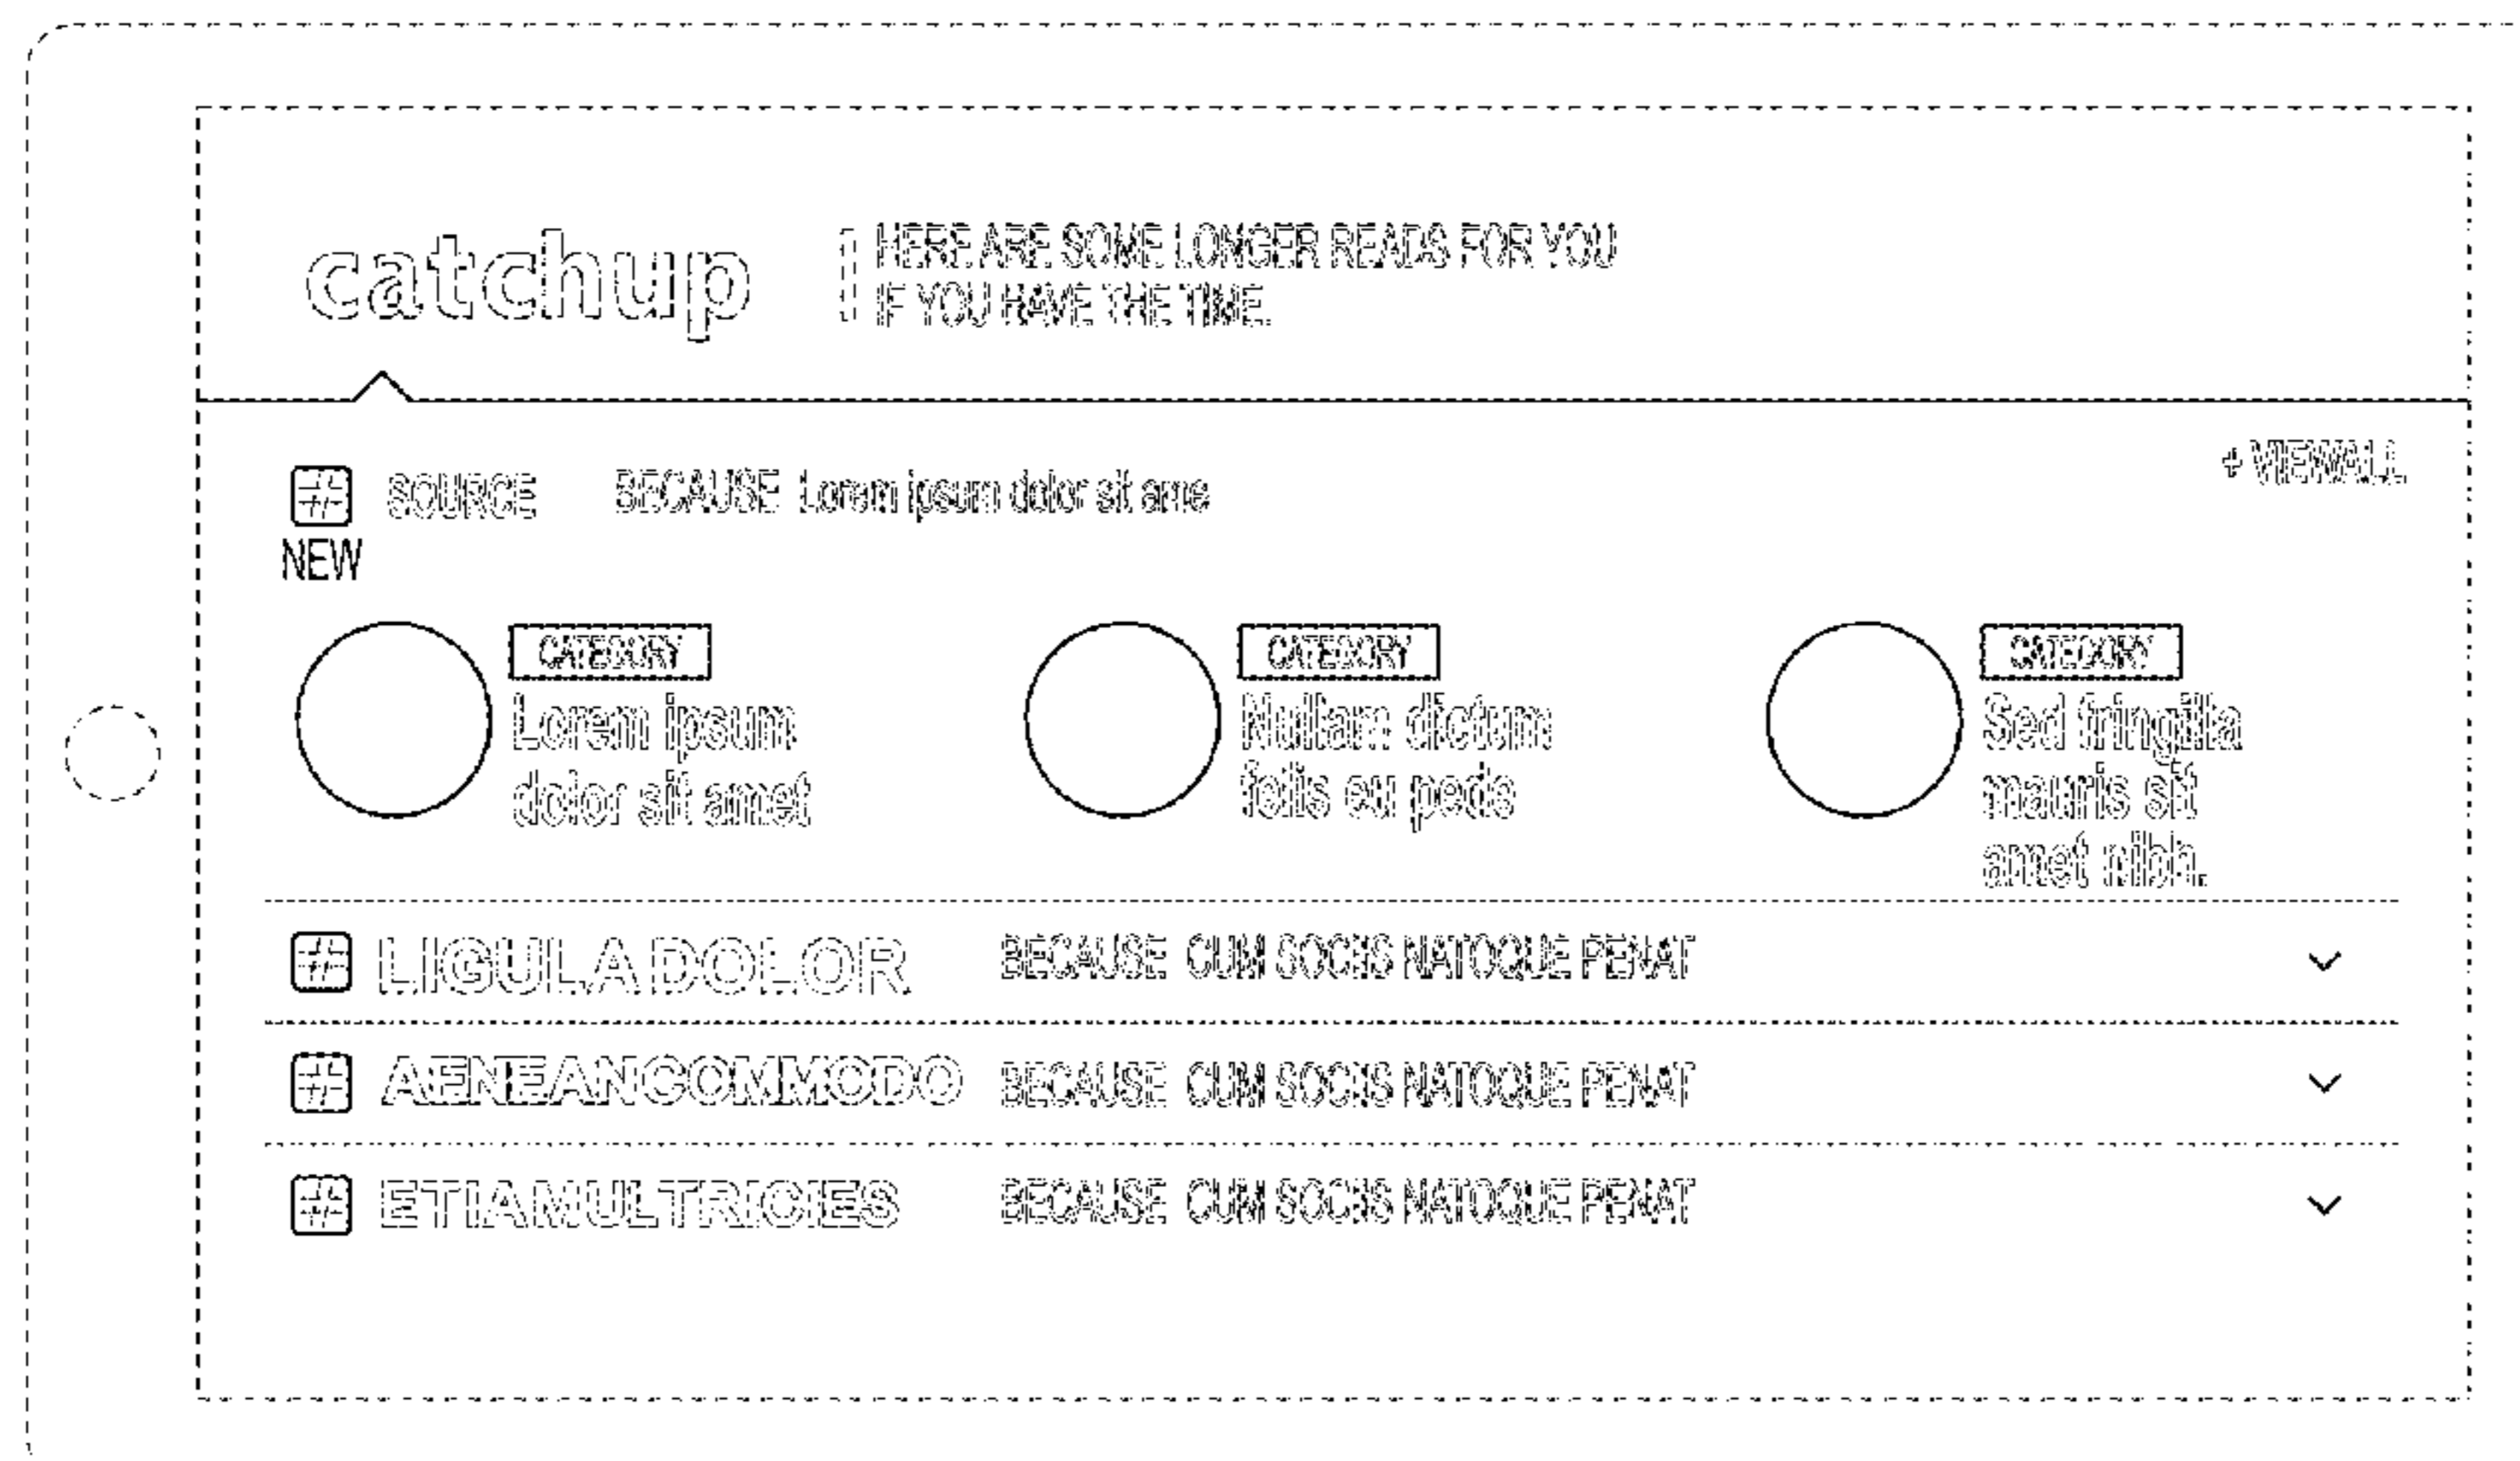 catchup
HERE ARE SOME LONGER READS FOR YOU
IF YOU HAVE THE TIME.
+ VIEW ALL
# SOURCE BECAUSE Lorem ipsum dolor sit ame
NEW
CATEGORY
Lorem ipsum
dolor sit amet
CATEGORY
Nullam dictum
felis eu pede
CATEGORY
Sed fringilla
mauris sit
amet nibh.
# LIGULA DOLOR BECAUSE CUM SOCIIS NATOQUE PENAT
# AENEAN COMMODO BECAUSE CUM SOCIIS NATOQUE PENAT
# ETIAM ULTRICIES BECAUSE CUM SOCIIS NATOQUE PENAT